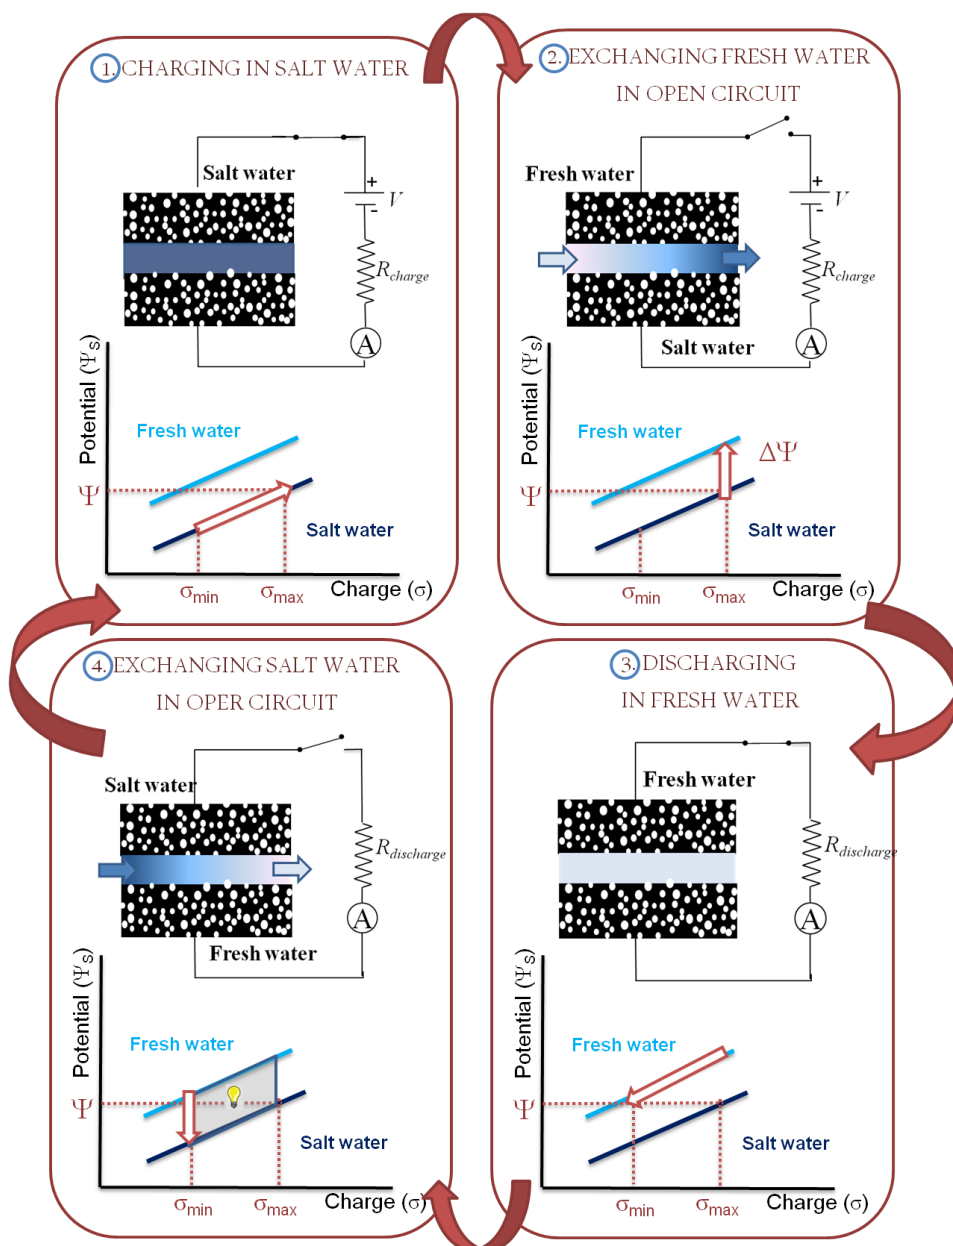 1. CHARGING IN SALT WATER
Salt water
+
V
-
R charge
A
Potential (Ψs)
Fresh water
Ψ
Salt water
σmin
σmax
Charge (σ)
2. EXCHANGING FRESH WATER
IN OPEN CIRCUIT
Fresh water
+
V
-
R charge
Salt water
A
Potential (Ψs)
Fresh water
ΔΨ
Ψ
Salt water
σmin
σmax
Charge (σ)
4. EXCHANGING SALT WATER
IN OPER CIRCUIT
Salt water
R discharge
A
Fresh water
Potential (Ψs)
Fresh water
Ψ
Salt water
σmin
σmax
Charge (σ)
3. DISCHARGING
IN FRESH WATER
Fresh water
R discharge
A
Potential (Ψs)
Fresh water
Ψ
Salt water
σmin
σmax
Charge (σ)